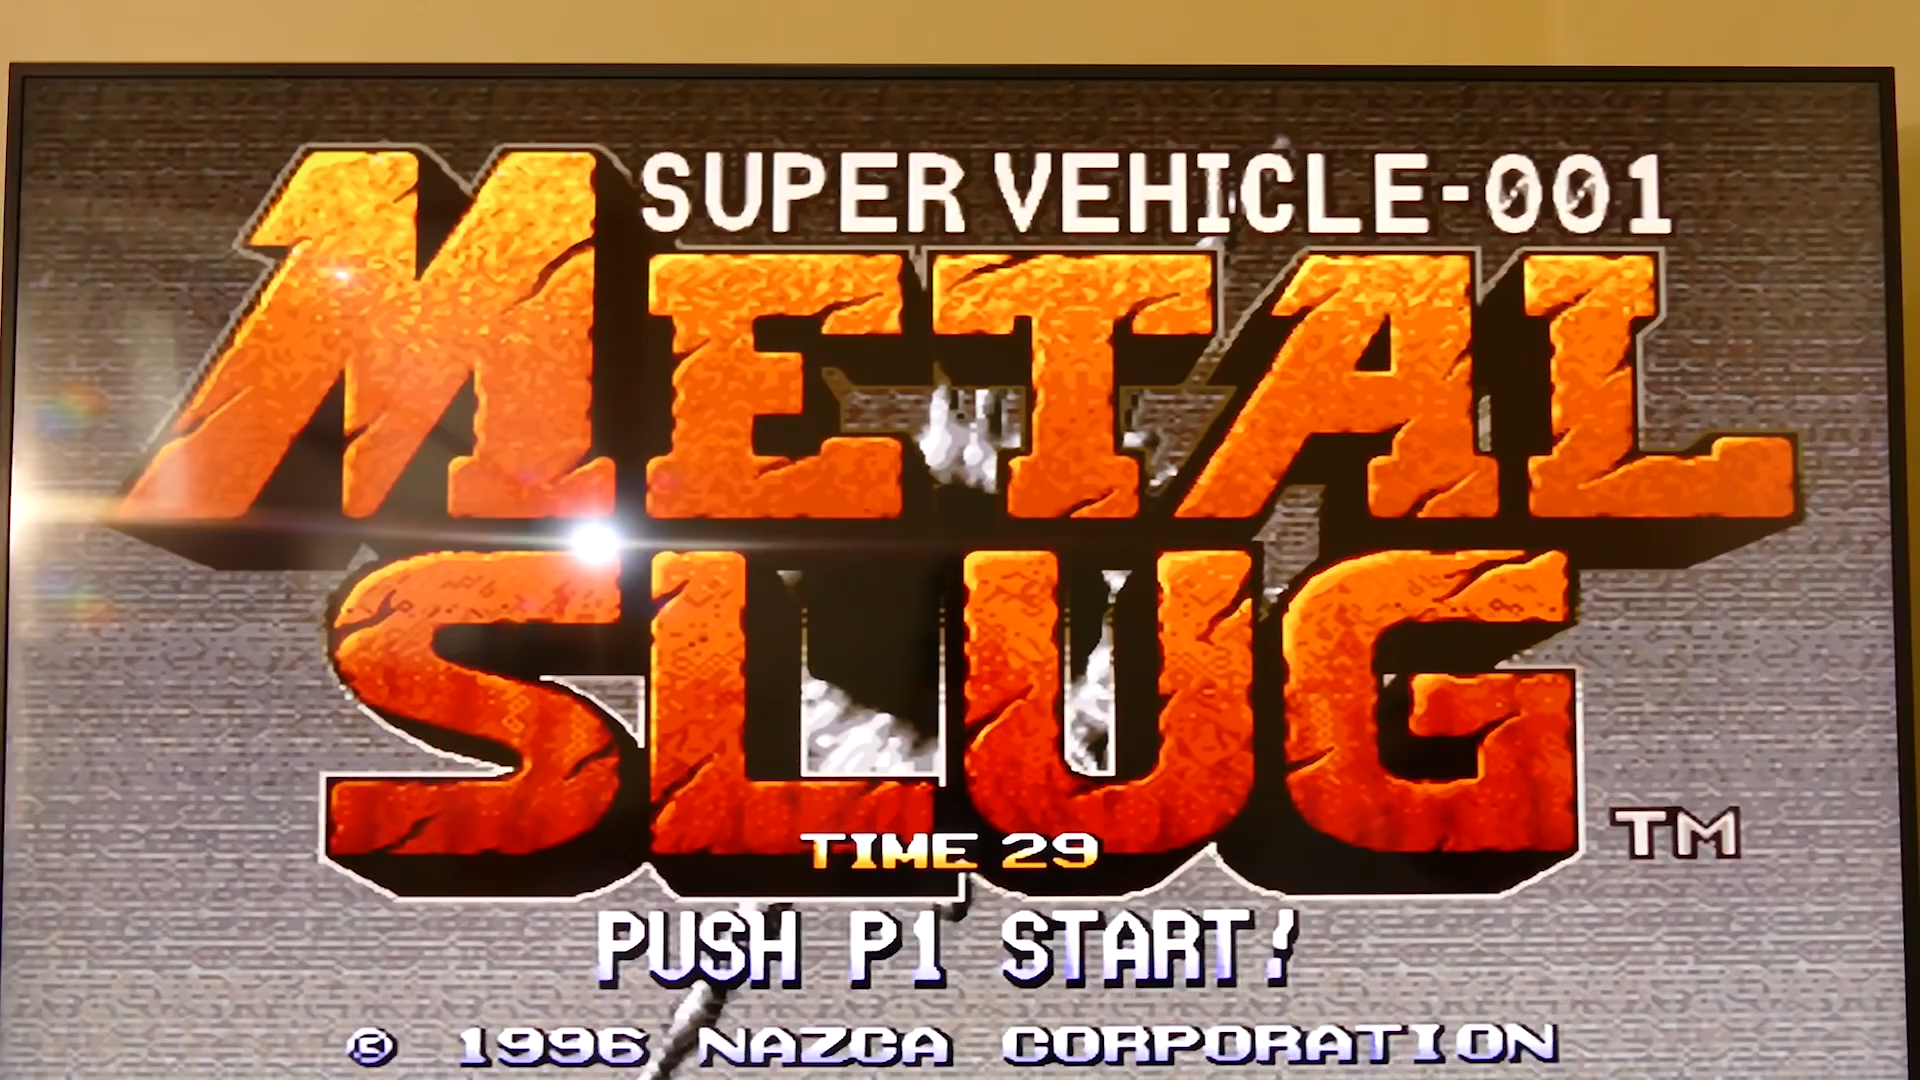 SUPER VEHICLE-001
METAL
SLUG
TM
TIME 29
PUSH P1 START!
© 1996 NAZCA CORPORATION